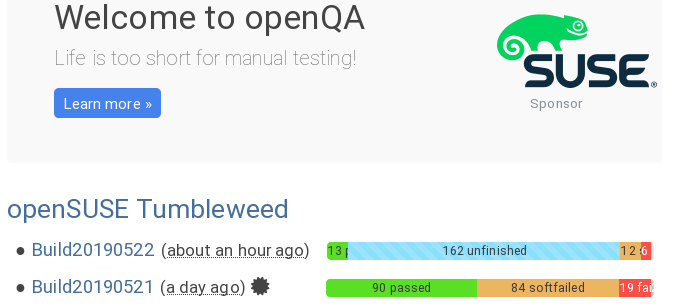 Welcome to openQA
Life is too short for manual testing!
Learn more »
SUSE®
Sponsor
openSUSE Tumbleweed
Build20190522 (about an hour ago)
13 162 unfinished 12 6
Build20190521 (a day ago)
90 passed 84 softfailed 19